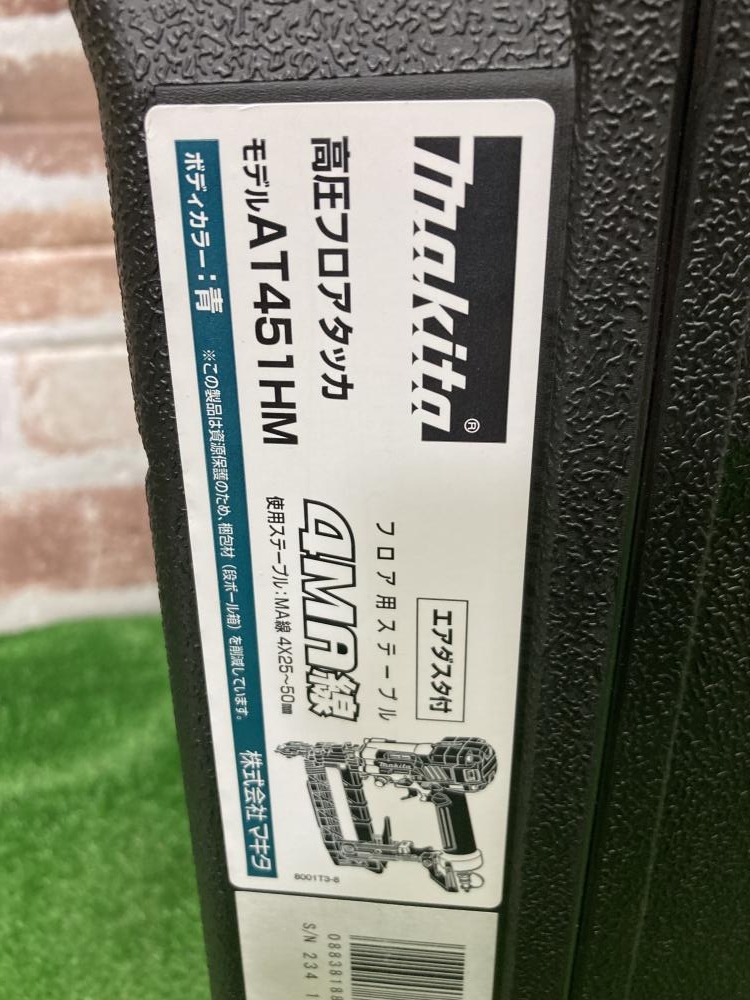 makita®
エアダスタ付
フロア用ステープル
高圧フロアタッカ
4MA線
モデルAT451HM
使用ステープル:MA線 4X25~50㎜
ボディカラー:青
※この製品は資源保護のため、梱包材(段ボール箱)を削減しています。
株式会社 マキタ
makita
8001T3-8
08838188
S/N 234 1